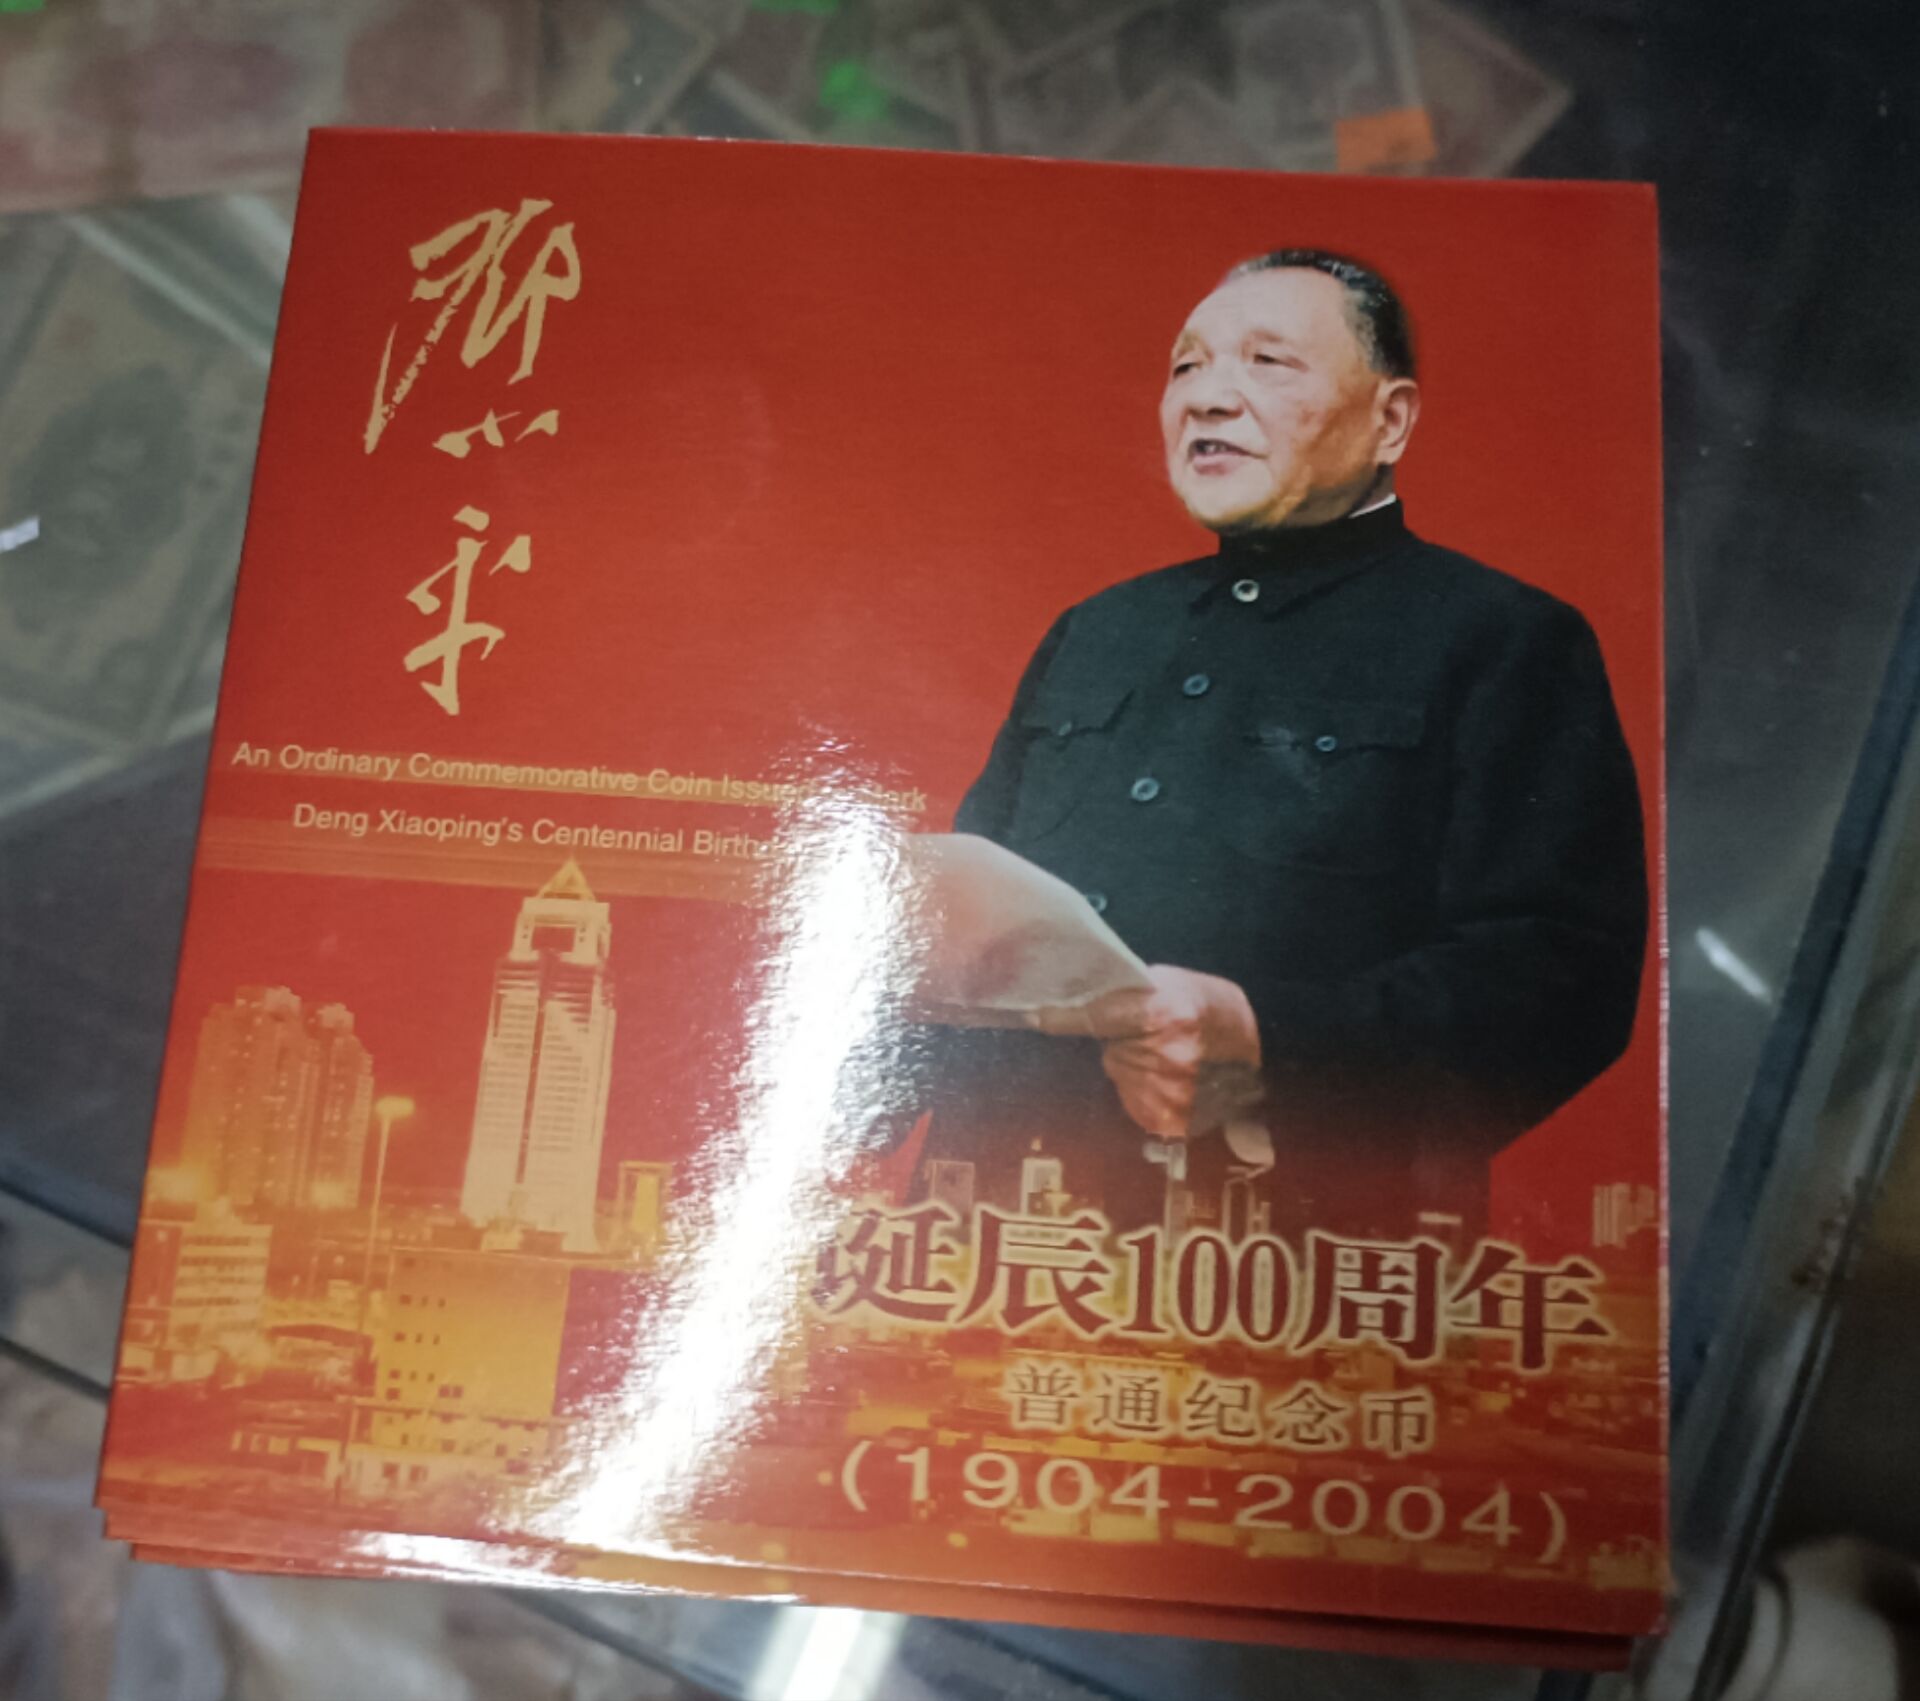 邓小平
An Ordinary Commemorative Coin Issued Mark
Deng Xiaoping's Centennial
诞辰100周年
普通纪念币
(1904-2004)